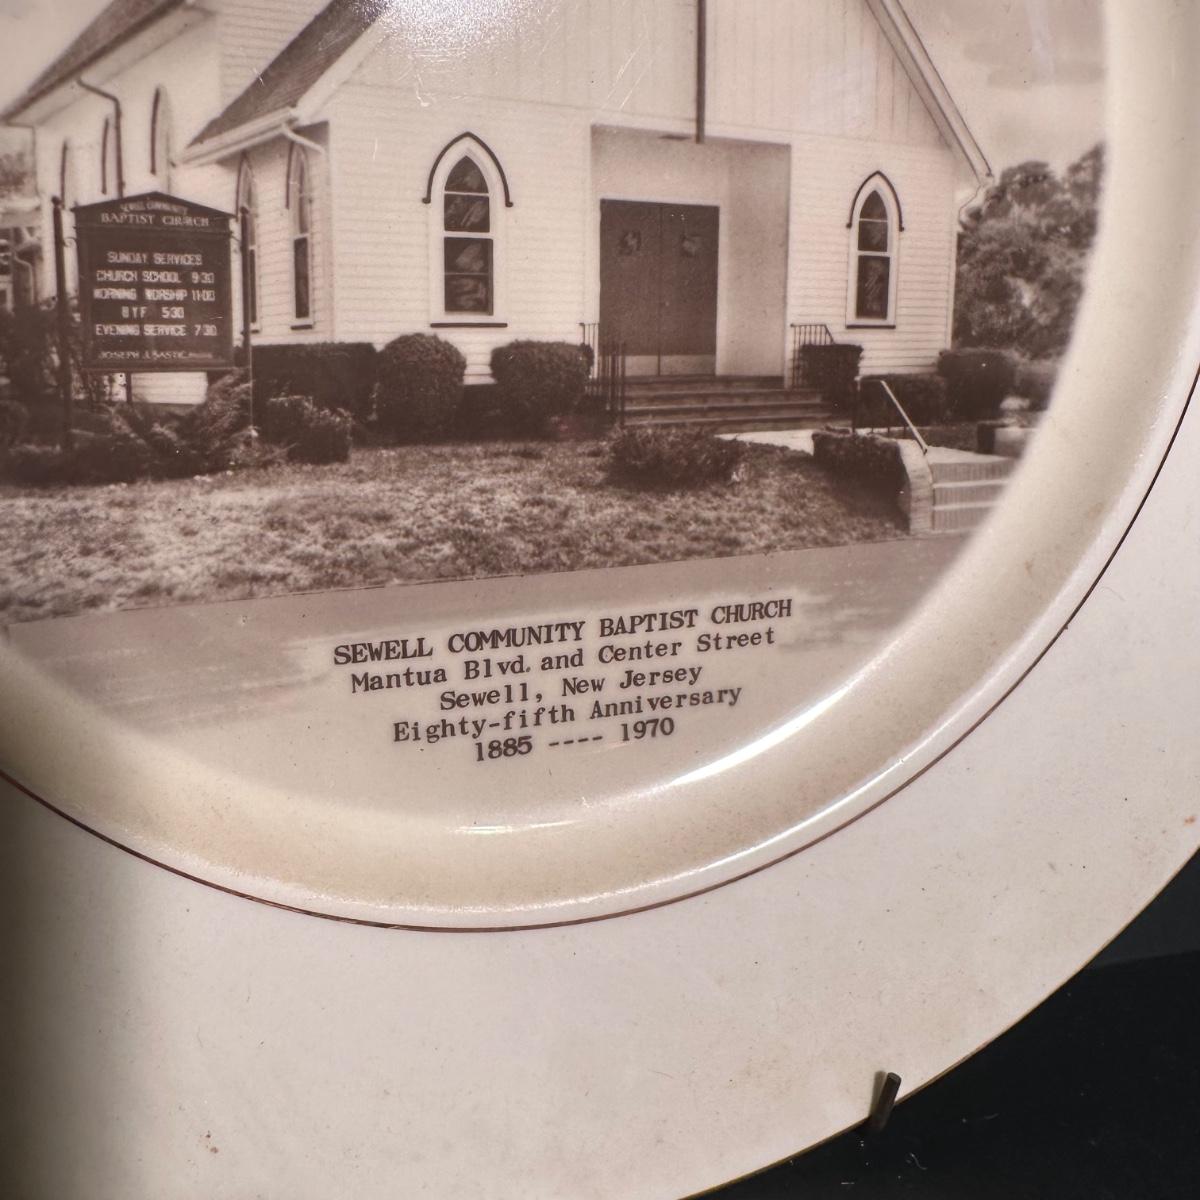 SEWELL COMMUNITY
BAPTIST CHURCH
SUNDAY SERVICES
CHURCH SCHOOL 9:30
MORNING WORSHIP 11:00
B Y F 5:30
EVENING SERVICE 7:30
JOSEPH J.
SEWELL COMMUNITY BAPTIST CHURCH
Mantua Blvd. and Center Street
Sewell, New Jersey
Eighty-fifth Anniversary
1885 ---- 1970